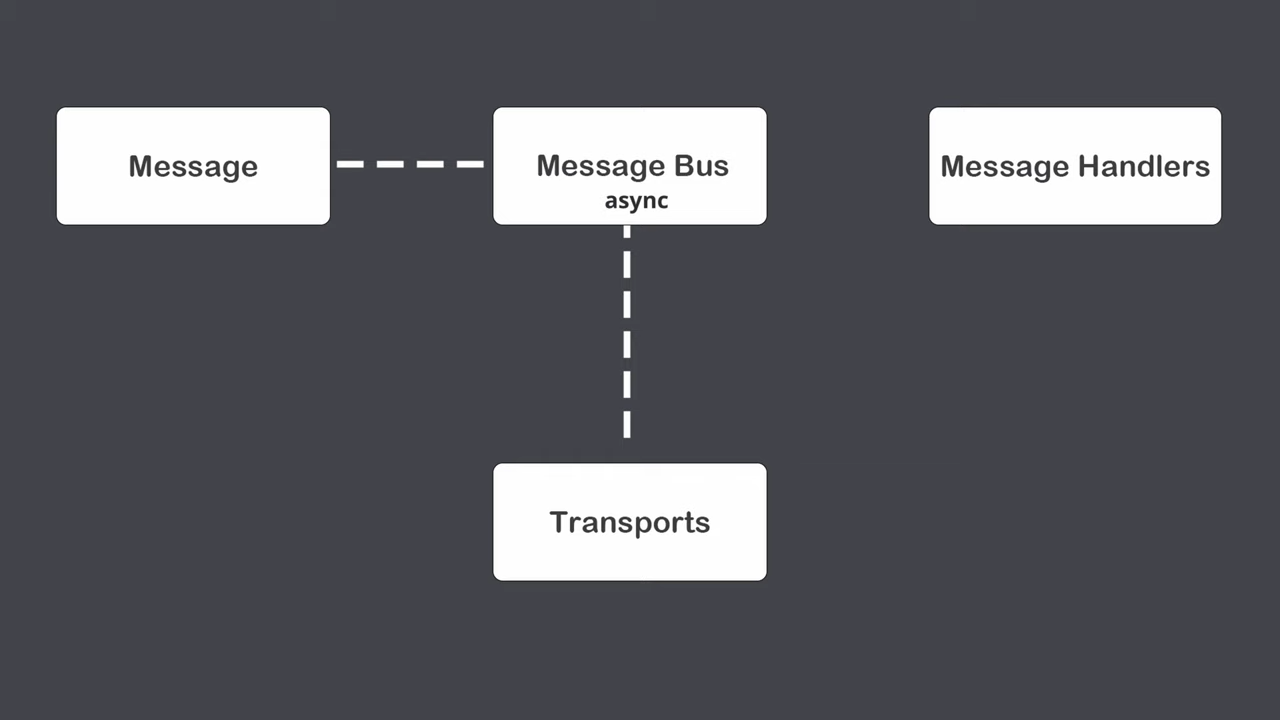 Message
Message Bus
async
Message Handlers
Transports